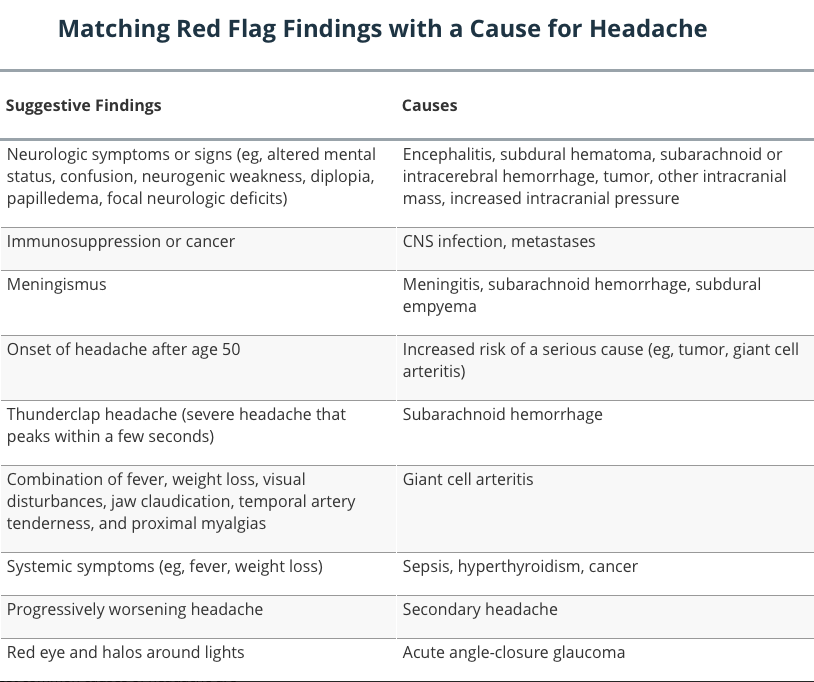 Matching Red Flag Findings with a Cause for Headache
Suggestive Findings
Causes
Neurologic symptoms or signs (eg, altered mental
status, confusion, neurogenic weakness, diplopia,
papilledema, focal neurologic deficits)
Encephalitis, subdural hematoma, subarachnoid or
intracerebral hemorrhage, tumor, other intracranial
mass, increased intracranial pressure
Immunosuppression or cancer
CNS infection, metastases
Meningismus
Meningitis, subarachnoid hemorrhage, subdural
empyema
Onset of headache after age 50
Increased risk of a serious cause (eg, tumor, giant cell
arteritis)
Thunderclap headache (severe headache that
peaks within a few seconds)
Subarachnoid hemorrhage
Combination of fever, weight loss, visual
disturbances, jaw claudication, temporal artery
tenderness, and proximal myalgias
Giant cell arteritis
Systemic symptoms (eg, fever, weight loss)
Sepsis, hyperthyroidism, cancer
Progressively worsening headache
Secondary headache
Red eye and halos around lights
Acute angle-closure glaucoma